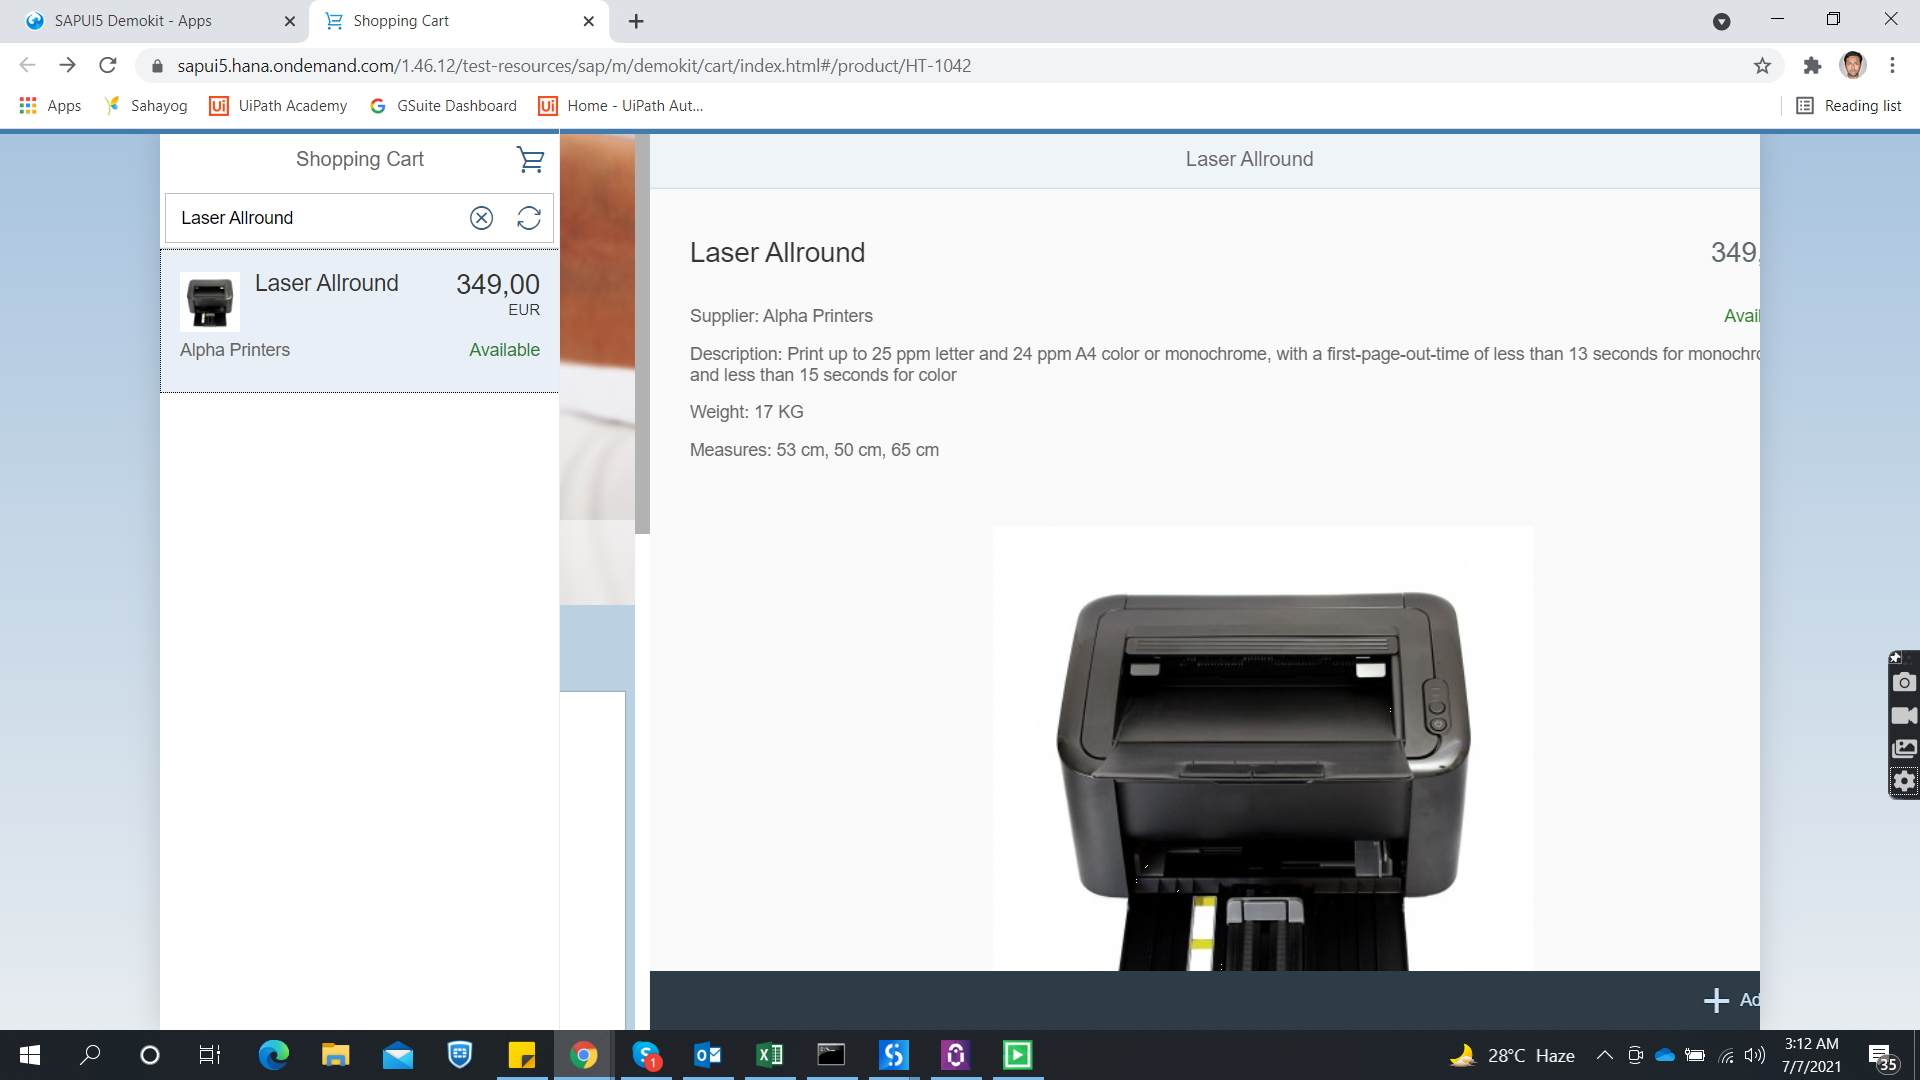 SAPUI5 Demokit - Apps
Shopping Cart
sapui5.hana.ondemand.com/1.46.12/test-resources/sap/m/demokit/cart/index.html#/product/HT-1042
Apps
Sahayog
UiPath Academy
GSuite Dashboard
Home - UiPath Aut...
Reading list
Shopping Cart
Laser Allround
Laser Allround
349,00
EUR
Alpha Printers
Available
Laser Allround
Laser Allround
349,
Supplier: Alpha Printers
Avail
Description: Print up to 25 ppm letter and 24 ppm A4 color or monochrome, with a first-page-out-time of less than 13 seconds for monochro
and less than 15 seconds for color
Weight: 17 KG
Measures: 53 cm, 50 cm, 65 cm
Ad
1
28°C Haze
3:12 AM
7/7/2021
35